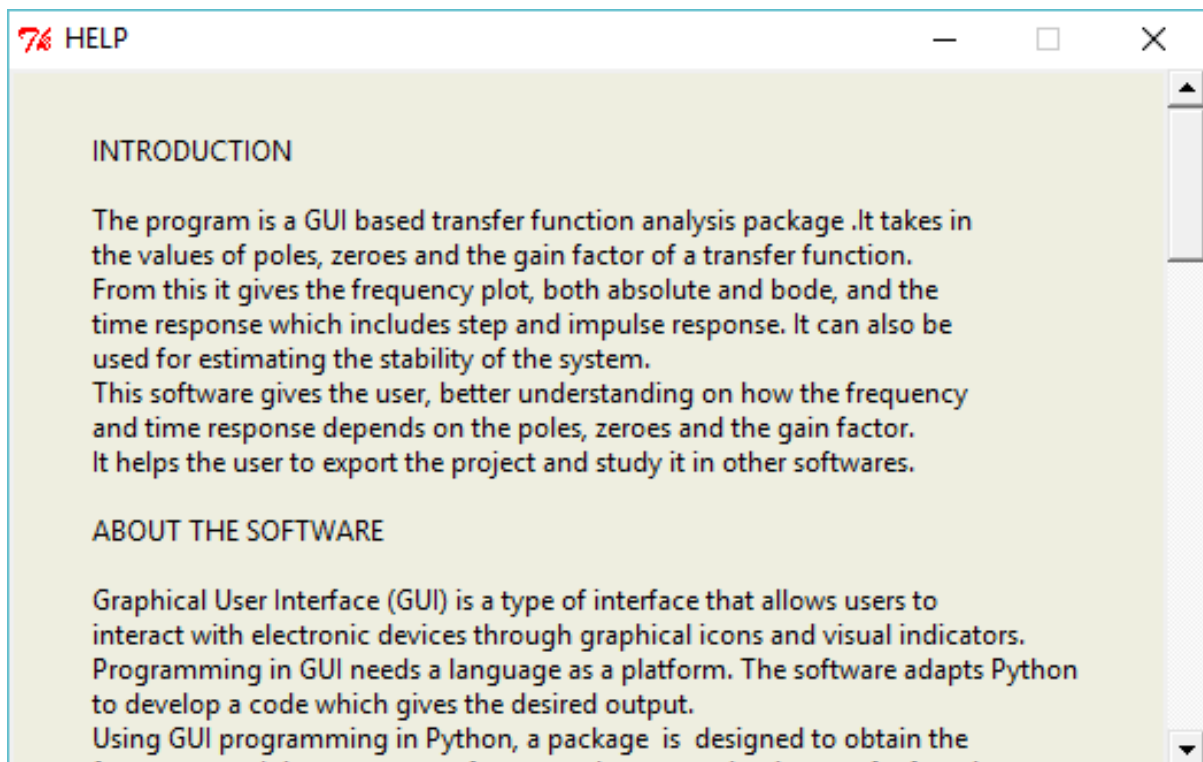 HELP
INTRODUCTION
The program is a GUI based transfer function analysis package .It takes in
the values of poles, zeroes and the gain factor of a transfer function.
From this it gives the frequency plot, both absolute and bode, and the
time response which includes step and impulse response. It can also be
used for estimating the stability of the system.
This software gives the user, better understanding on how the frequency
and time response depends on the poles, zeroes and the gain factor.
It helps the user to export the project and study it in other softwares.
ABOUT THE SOFTWARE
Graphical User Interface (GUI) is a type of interface that allows users to
interact with electronic devices through graphical icons and visual indicators.
Programming in GUI needs a language as a platform. The software adapts Python
to develop a code which gives the desired output.
Using GUI programming in Python, a package  is  designed to obtain the